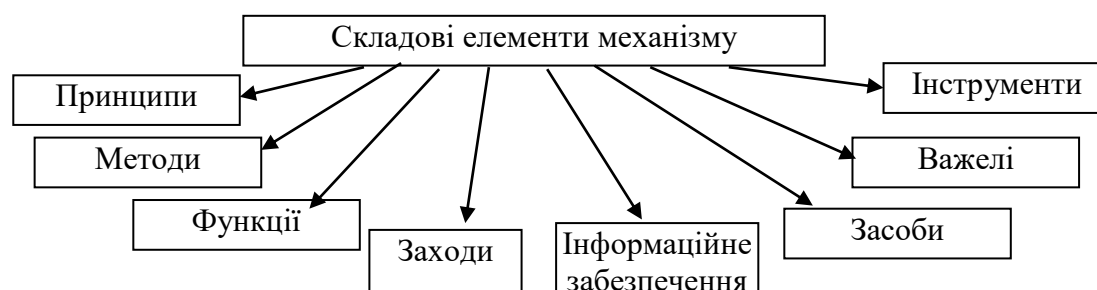 Складові елементи механізму
Принципи
Інструменти
Методи
Важелі
Функції
Засоби
Заходи
Інформаційне
забезпечення